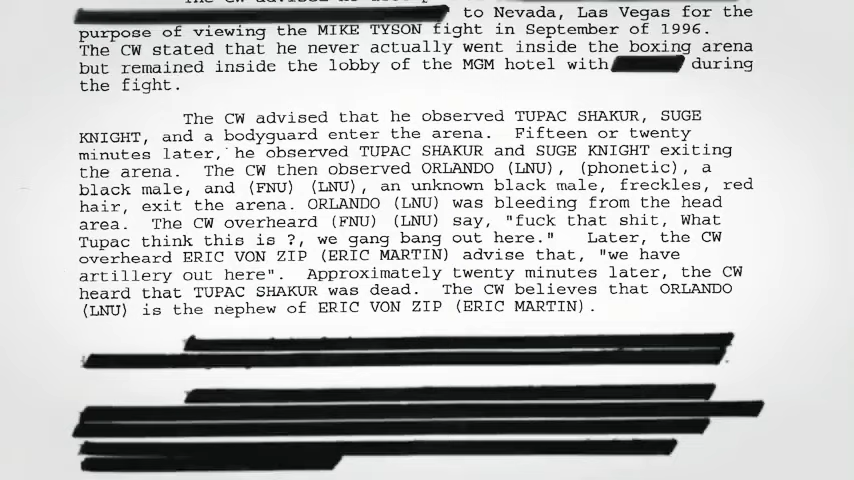 The CW advised he
to Nevada, Las Vegas for the
purpose of viewing the MIKE TYSON fight in September of 1996.
The CW stated that he never actually went inside the boxing arena
but remained inside the lobby of the MGM hotel with during
the fight.
The CW advised that he observed TUPAC SHAKUR, SUGE
KNIGHT, and a bodyguard enter the arena. Fifteen or twenty
minutes later, he observed TUPAC SHAKUR and SUGE KNIGHT exiting
the arena. The CW then observed ORLANDO (LNU), (phonetic), a
black male, and (FNU) (LNU), an unknown black male, freckles, red
hair, exit the arena. ORLANDO (LNU) was bleeding from the head
area. The CW overheard (FNU) (LNU) say, "fuck that shit, What
Tupac think this is ?, we gang bang out here." Later, the CW
overheard ERIC VON ZIP (ERIC MARTIN) advise that, "we have
artillery out here". Approximately twenty minutes later, the CW
heard that TUPAC SHAKUR was dead. The CW believes that ORLANDO
(LNU) is the nephew of ERIC VON ZIP (ERIC MARTIN).